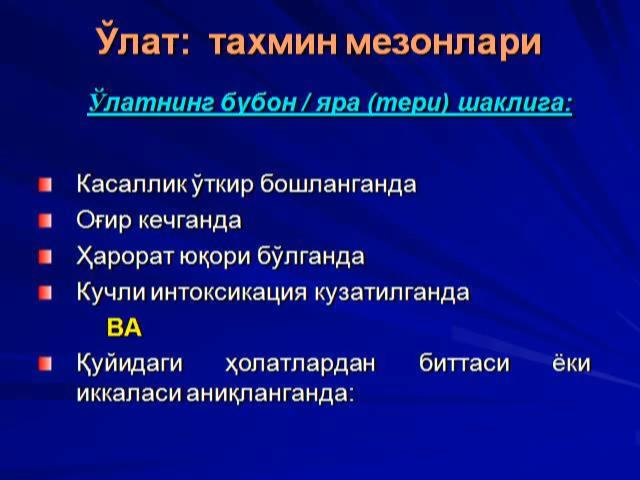 Ўлат: тахмин мезонлари
Ўлатнинг бубон / яра (тери) шаклига:
Касаллик ўткир бошланганда
Оғир кечганда
Ҳарорат юқори бўлганда
Кучли интоксикация кузатилганда
ВА
Қуйидаги ҳолатлардан биттаси ёки
иккаласи аниқланганда: